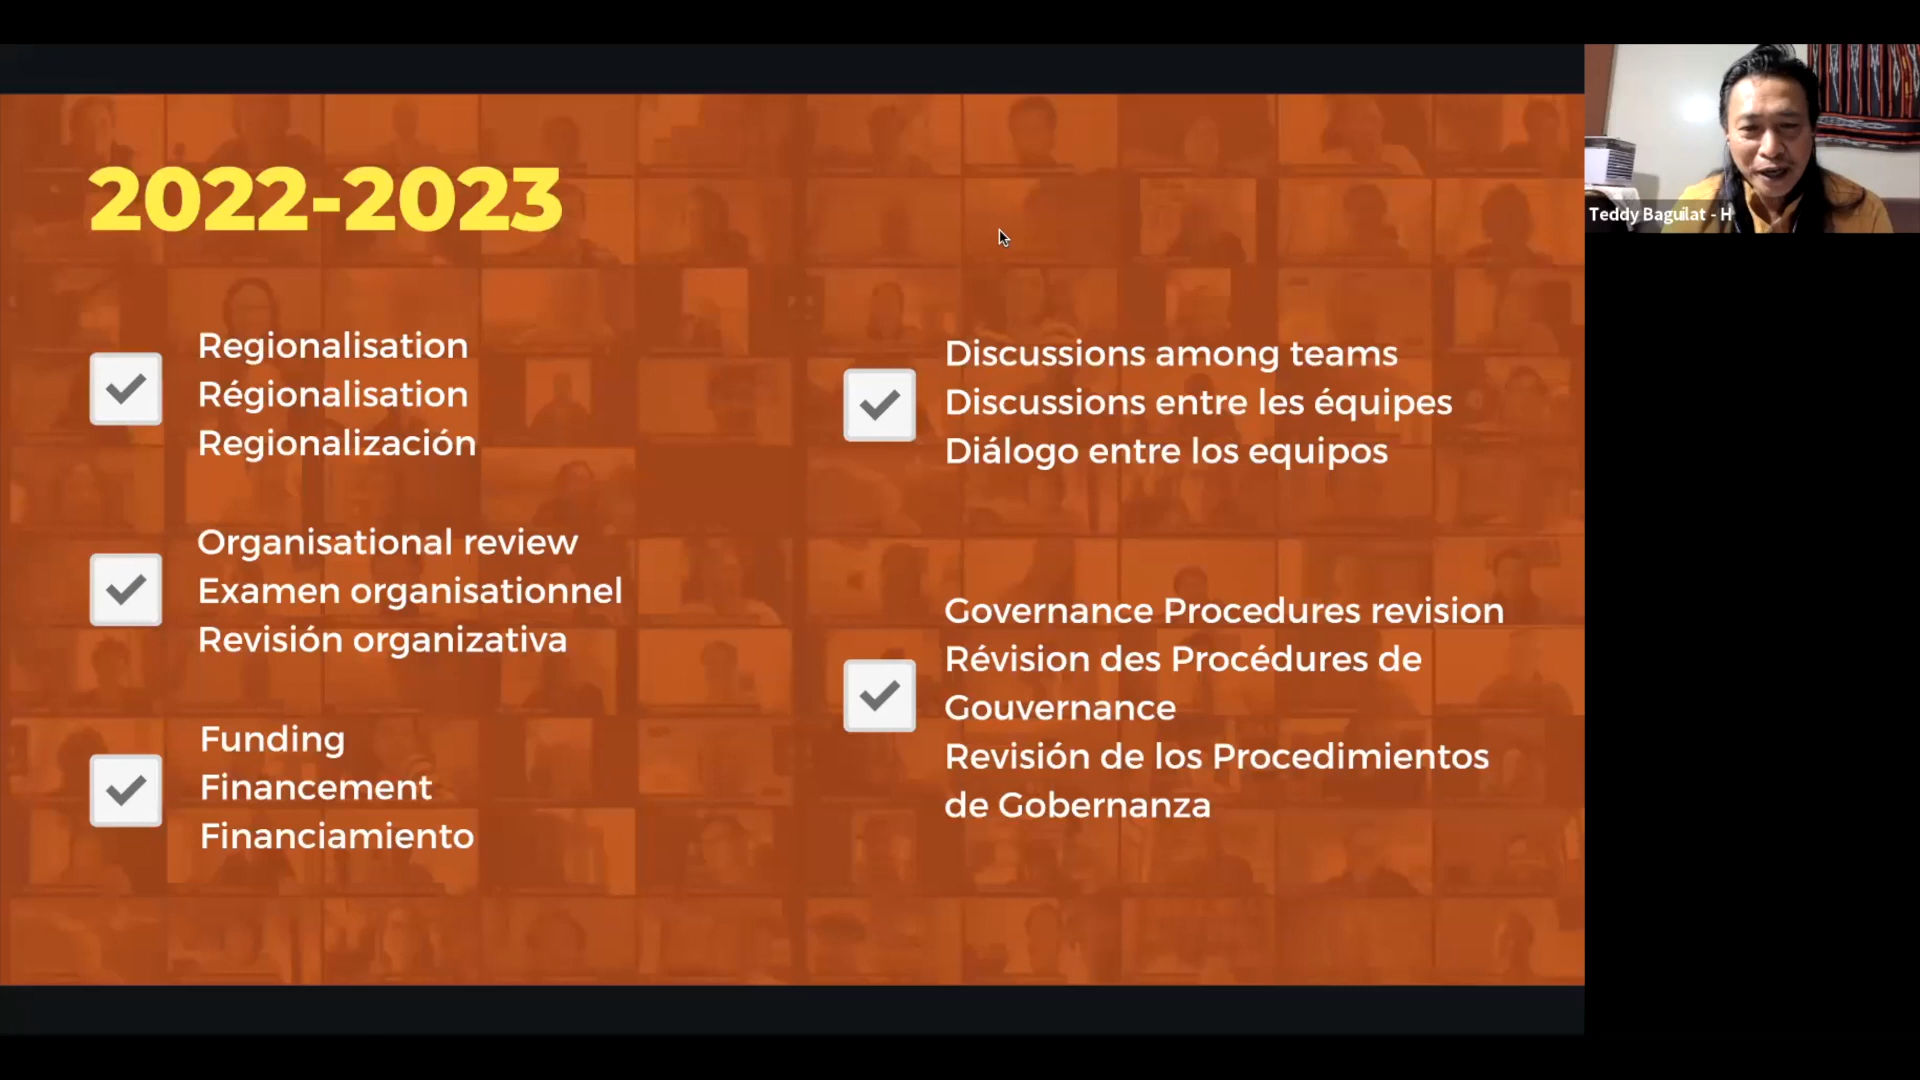 2022-2023
Regionalisation
Régionalisation
Regionalización
Organisational review
Examen organisationnel
Revisión organizativa
Funding
Financement
Financiamiento
Discussions among teams
Discussions entre les équipes
Diálogo entre los equipos
Governance Procedures revision
Révision des Procédures de
Gouvernance
Revisión de los Procedimientos
de Gobernanza
Teddy Baguilat - H